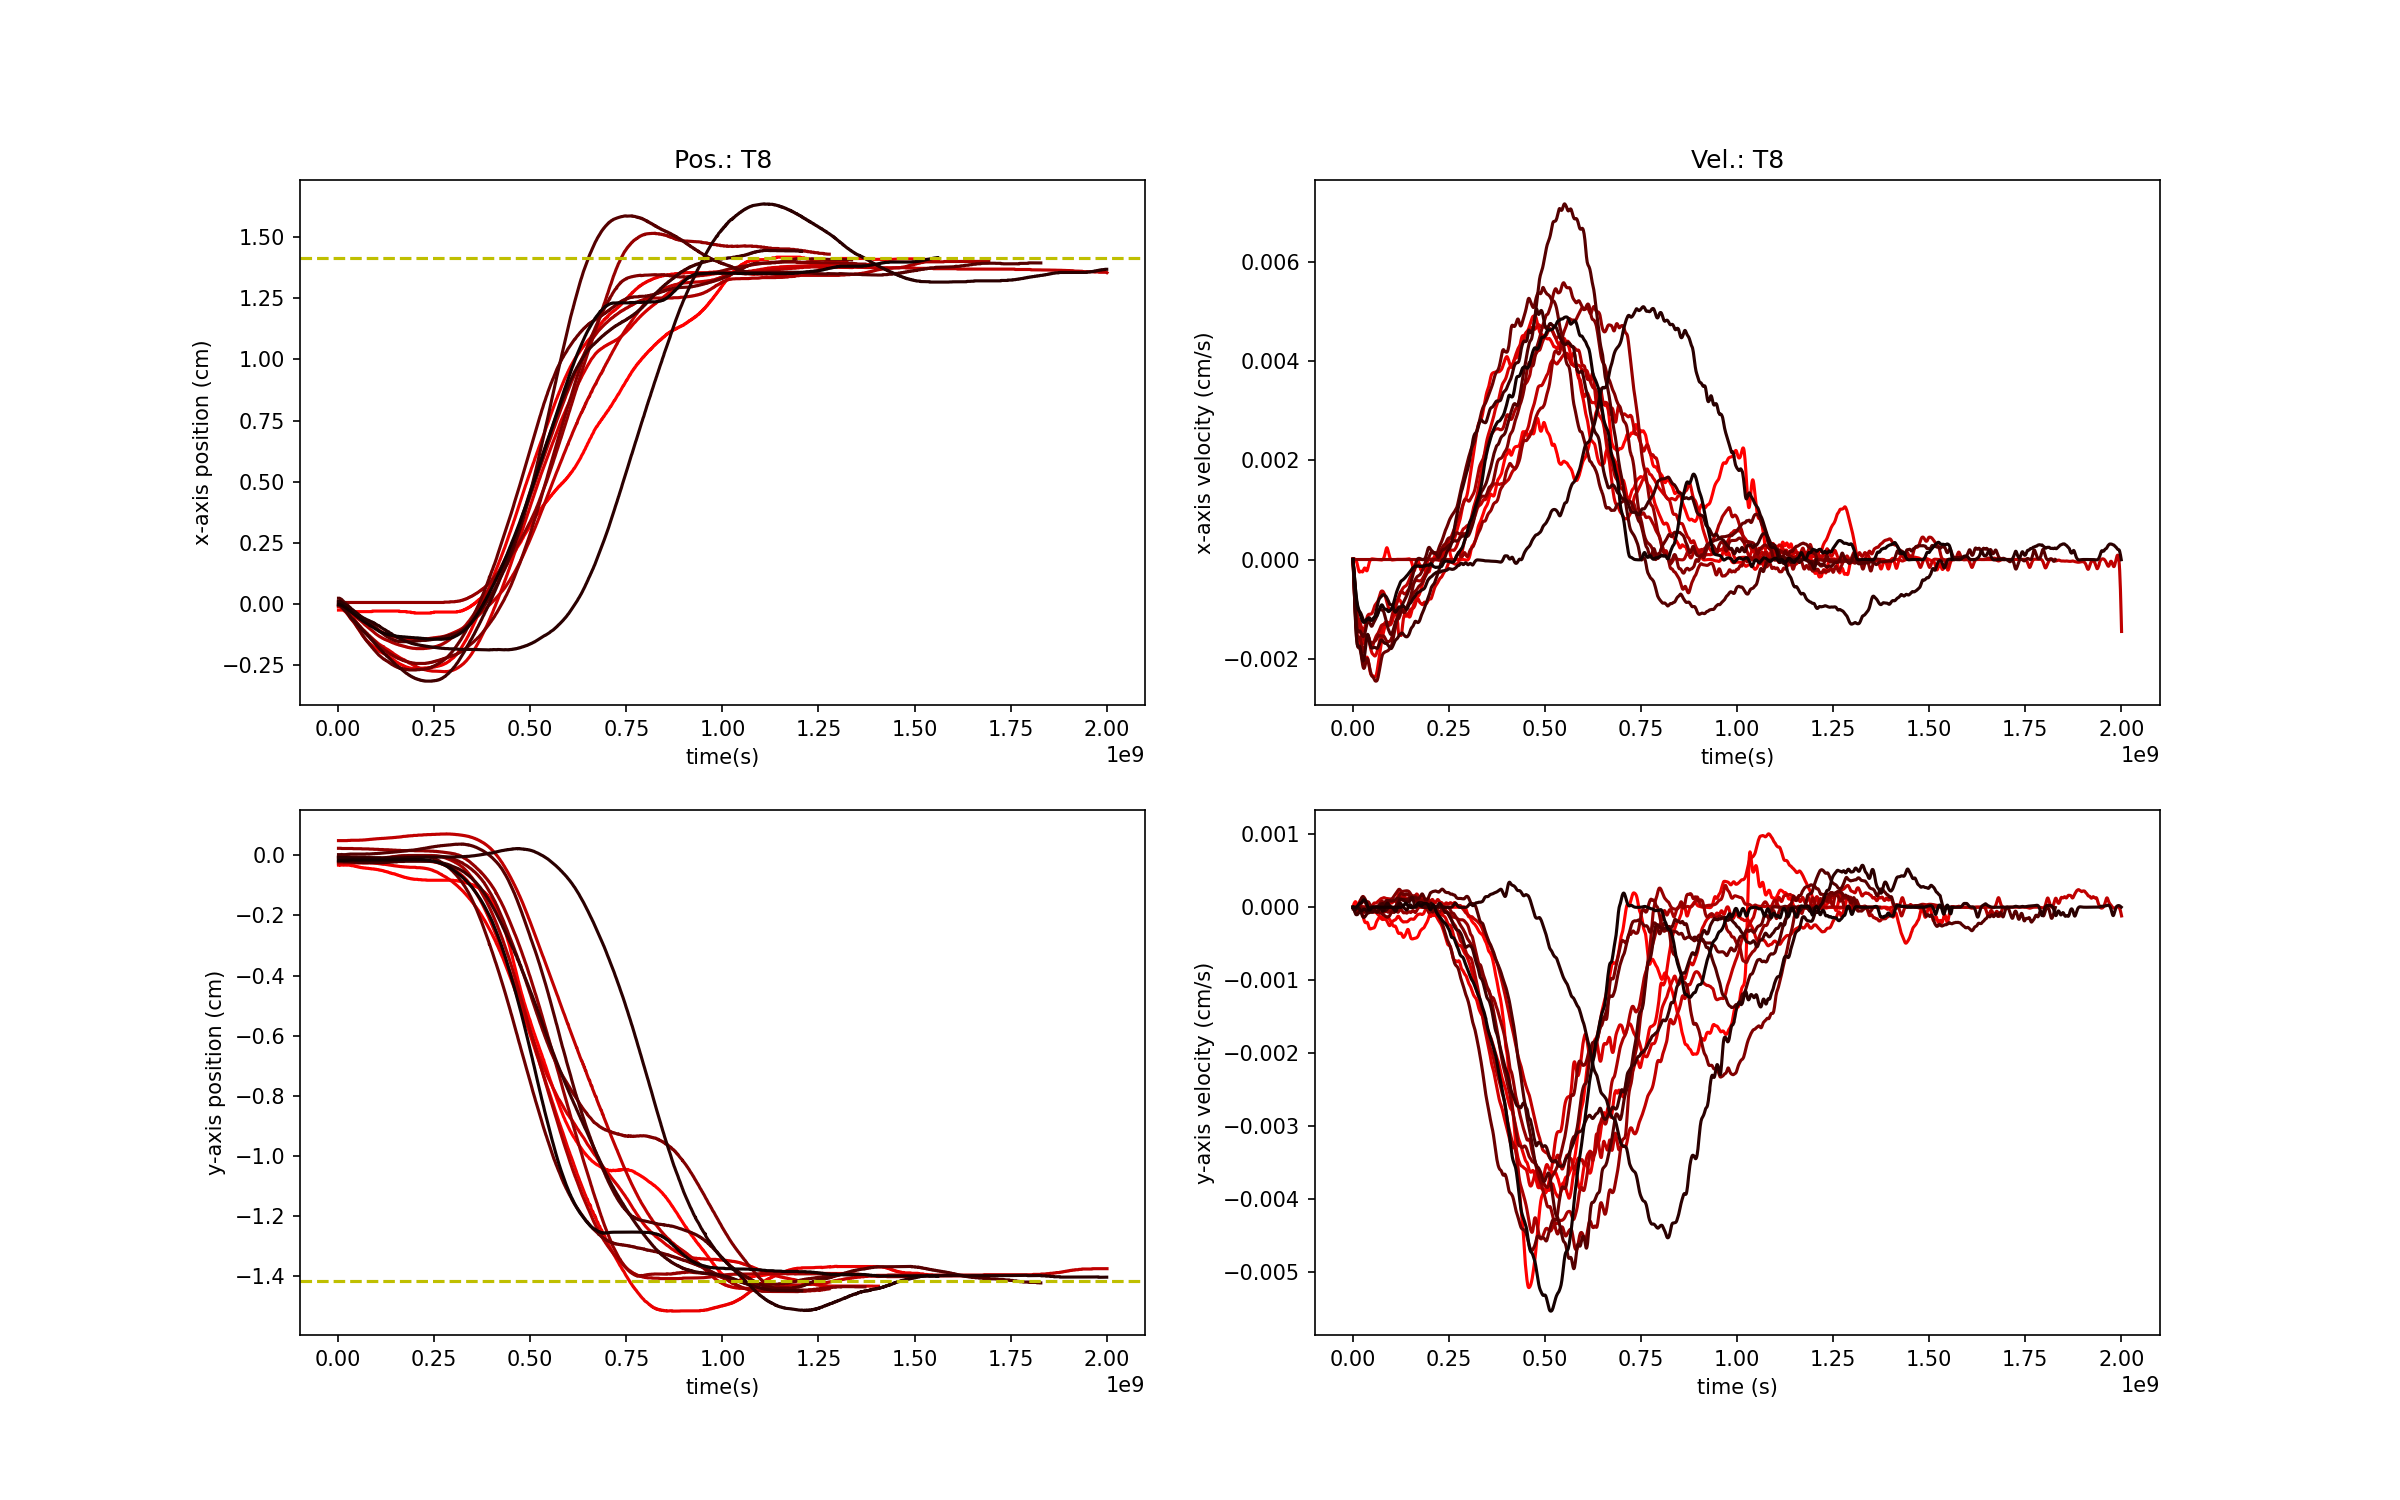 Pos.: T8
1.50
1.25
1.00
0.75
0.50
0.25
0.00
−0.25
x-axis position (cm)
0.00 0.25 0.50 0.75 1.00 1.25 1.50 1.75 2.00
time(s)
1e9
Vel.: T8
0.006
0.004
0.002
0.000
−0.002
x-axis velocity (cm/s)
0.00 0.25 0.50 0.75 1.00 1.25 1.50 1.75 2.00
time(s)
1e9
0.0
−0.2
−0.4
−0.6
−0.8
−1.0
−1.2
−1.4
y-axis position (cm)
0.00 0.25 0.50 0.75 1.00 1.25 1.50 1.75 2.00
time(s)
1e9
0.001
0.000
−0.001
−0.002
−0.003
−0.004
−0.005
y-axis velocity (cm/s)
0.00 0.25 0.50 0.75 1.00 1.25 1.50 1.75 2.00
time (s)
1e9